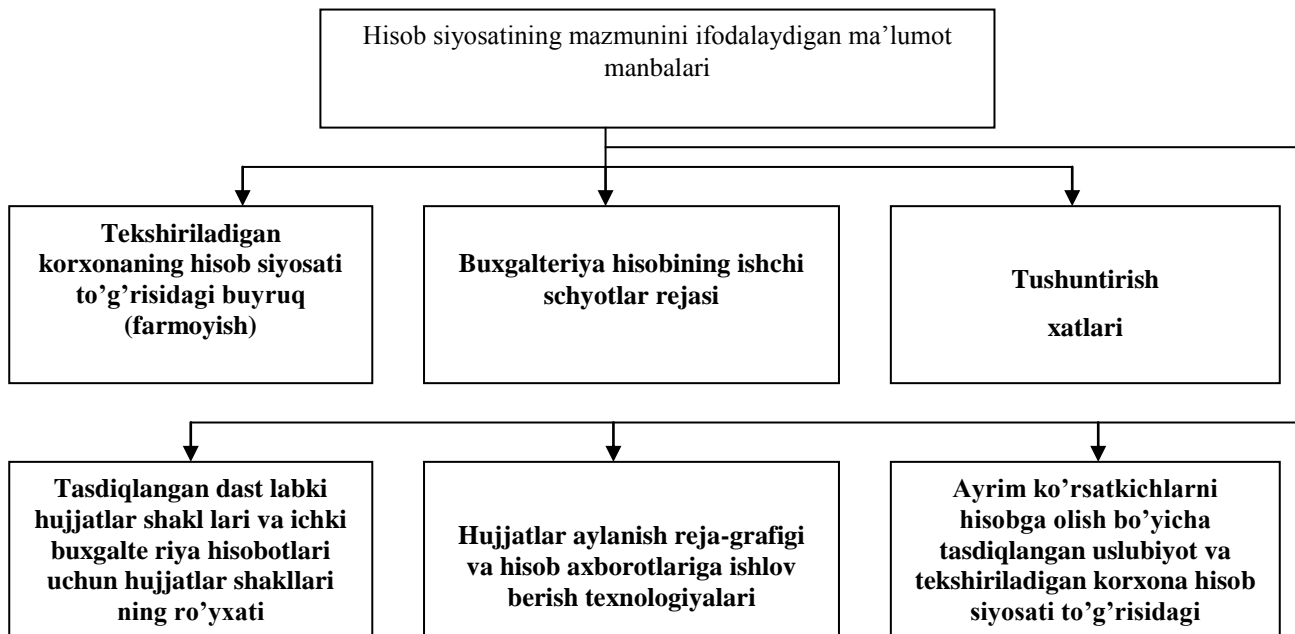 Hisob siyosatining mazmunini ifodalaydigan ma’lumot
manbalari
Tekshiriladigan
korxonaning hisob siyosati
to’g’risidagi buyruq
(farmoyish)
Buxgalteriya hisobining ishchi
schyotlar rejasi
Tushuntirish
xatlari
Tasdiqlangan dast labki
hujjatlar shakl lari va ichki
buxgalte riya hisobotlari
uchun hujjatlar shakllari
ning ro’yxati
Hujjatlar aylanish reja-grafigi
va hisob axborotlariga ishlov
berish texnologiyalari
Ayrim ko’rsatkichlarni
hisobga olish bo’yicha
tasdiqlangan uslubiyot va
tekshiriladigan korxona hisob
siyosati to’g’risidagi